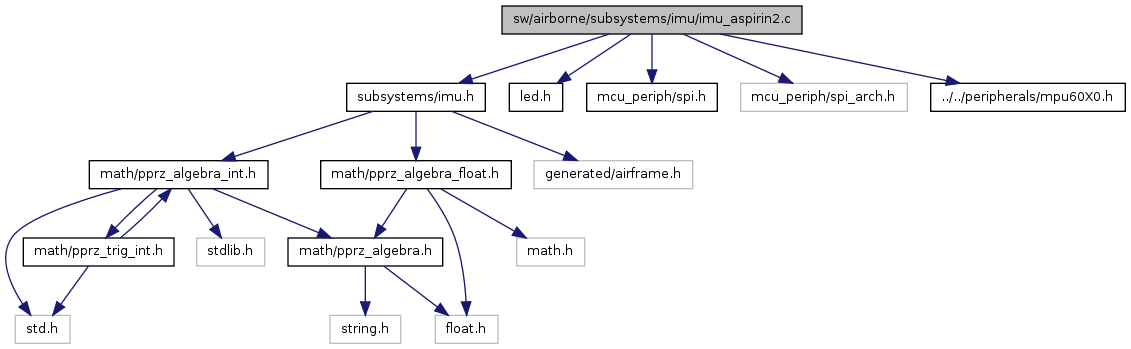 sw/airborne/subsystems/imu/imu_aspirin2.c
subsystems/imu.h
led.h
mcu_periph/spi.h
mcu_periph/spi_arch.h
../../peripherals/mpu60X0.h
math/pprz_algebra_int.h
math/pprz_algebra_float.h
generated/airframe.h
math/pprz_trig_int.h
stdlib.h
math/pprz_algebra.h
math.h
std.h
string.h
float.h